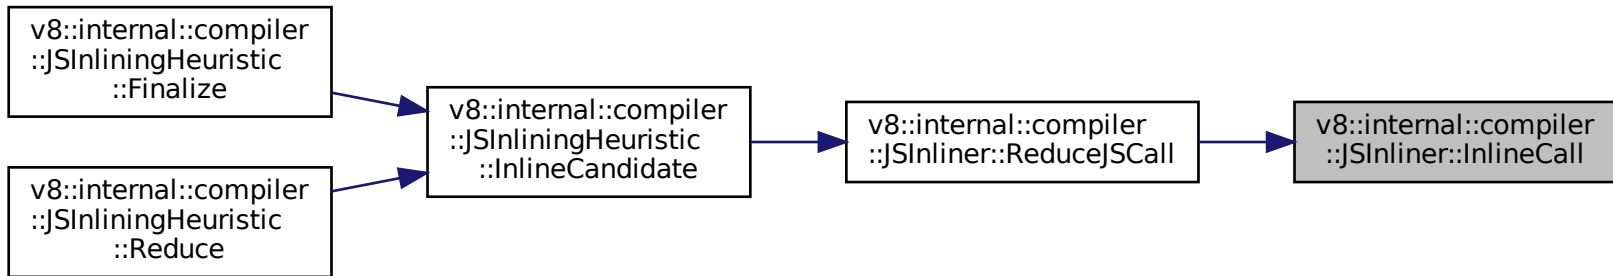 v8::internal::compiler
::JSInliningHeuristic
::Finalize
v8::internal::compiler
::JSInliningHeuristic
::Reduce
v8::internal::compiler
::JSInliningHeuristic
::InlineCandidate
v8::internal::compiler
::JSInliner::ReduceJSCall
v8::internal::compiler
::JSInliner::InlineCall